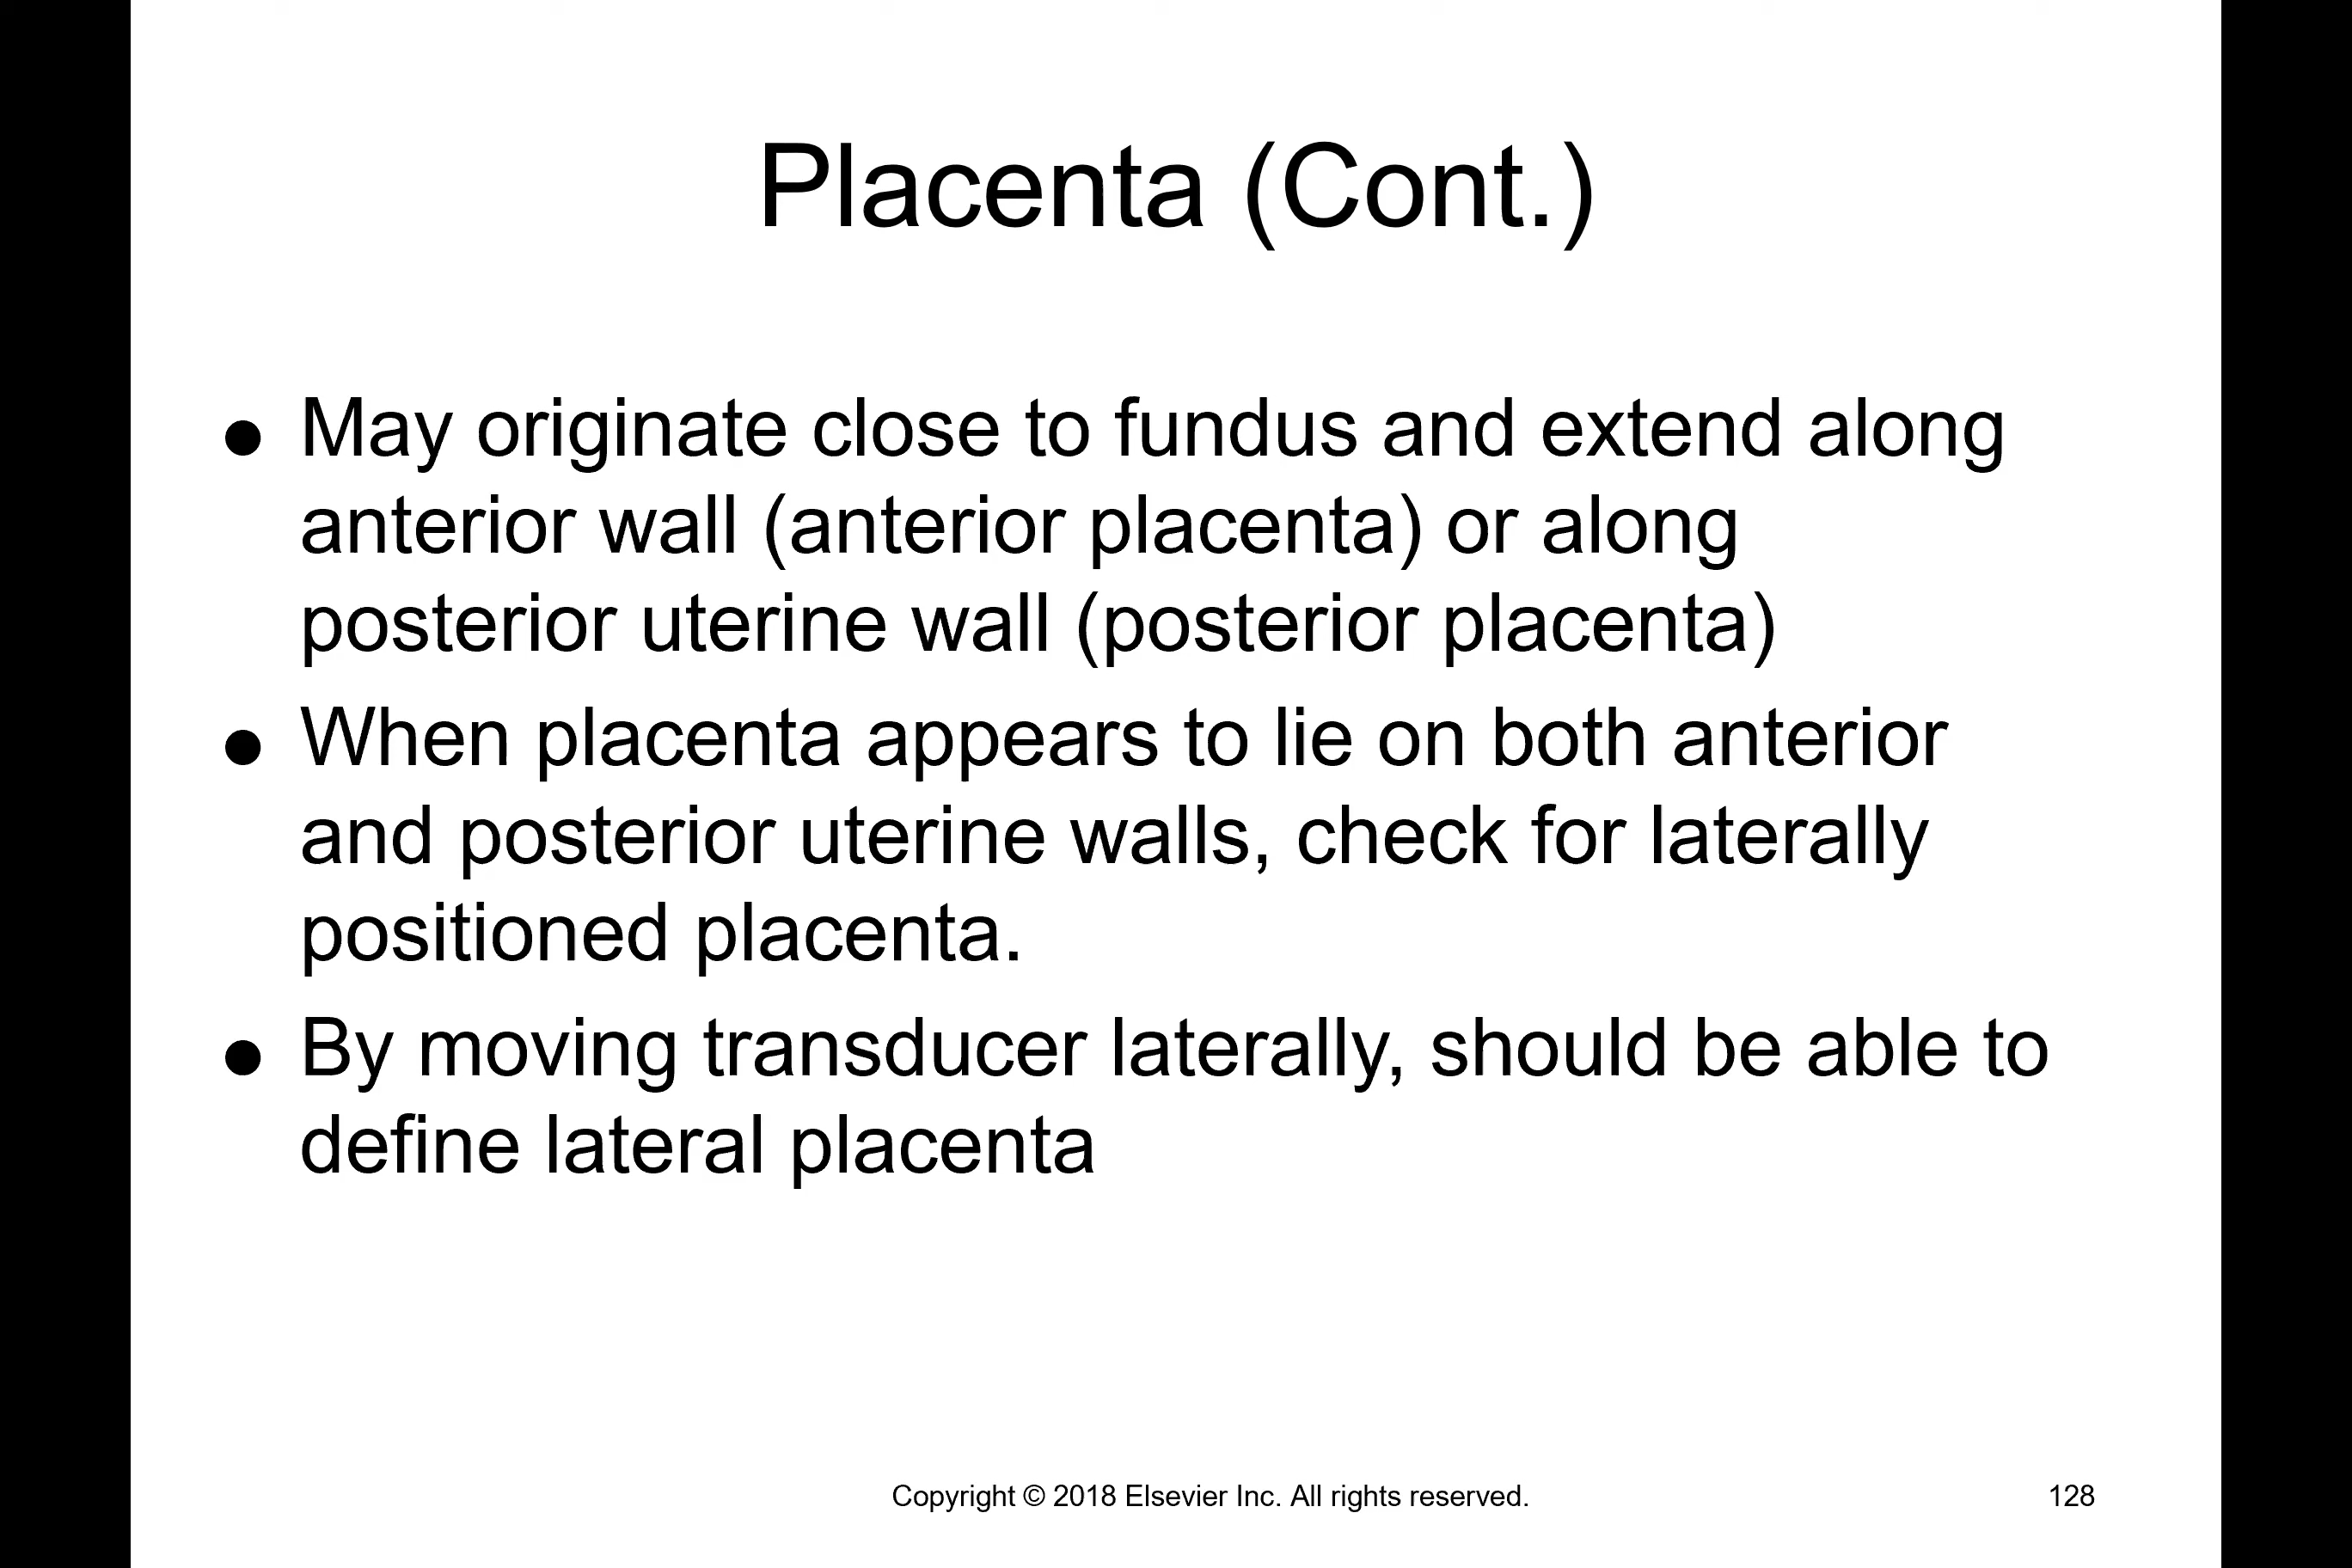 Placenta (Cont.)
● May originate close to fundus and extend along
anterior wall (anterior placenta) or along
posterior uterine wall (posterior placenta)
● When placenta appears to lie on both anterior
and posterior uterine walls, check for laterally
positioned placenta.
● By moving transducer laterally, should be able to
define lateral placenta
Copyright © 2018 Elsevier Inc. All rights reserved.
128